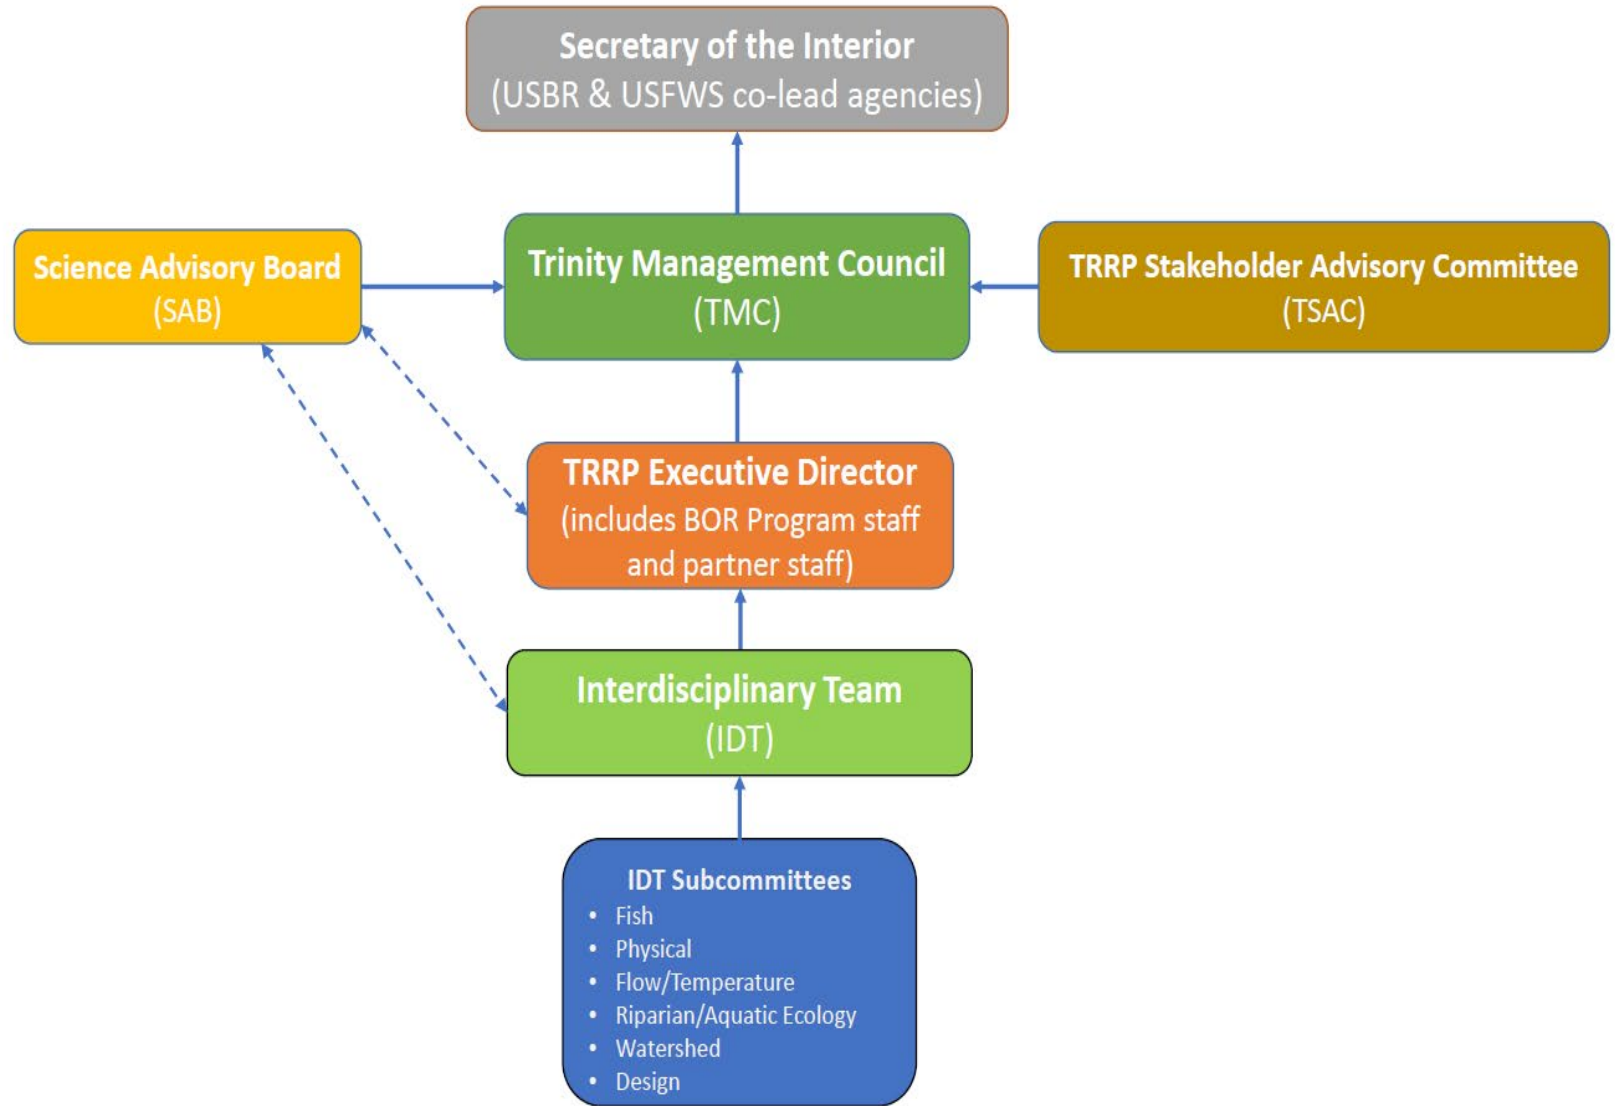 Secretary of the Interior
(USBR & USFWS co-lead agencies)
Science Advisory Board
(SAB)
Trinity Management Council
(TMC)
TRRP Stakeholder Advisory Committee
(TSAC)
TRRP Executive Director
(includes BOR Program staff
and partner staff)
Interdisciplinary Team
(IDT)
IDT Subcommittees
• Fish
• Physical
• Flow/Temperature
• Riparian/Aquatic Ecology
• Watershed
• Design